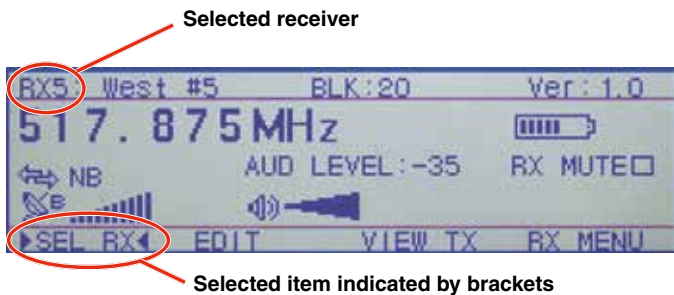 Selected receiver
RX5: West #5 BLK:20 Ver:1.0
517.875MHz
AUD LEVEL:-35 RX MUTE
NB
B
SEL RX EDIT VIEW TX RX MENU
Selected item indicated by brackets